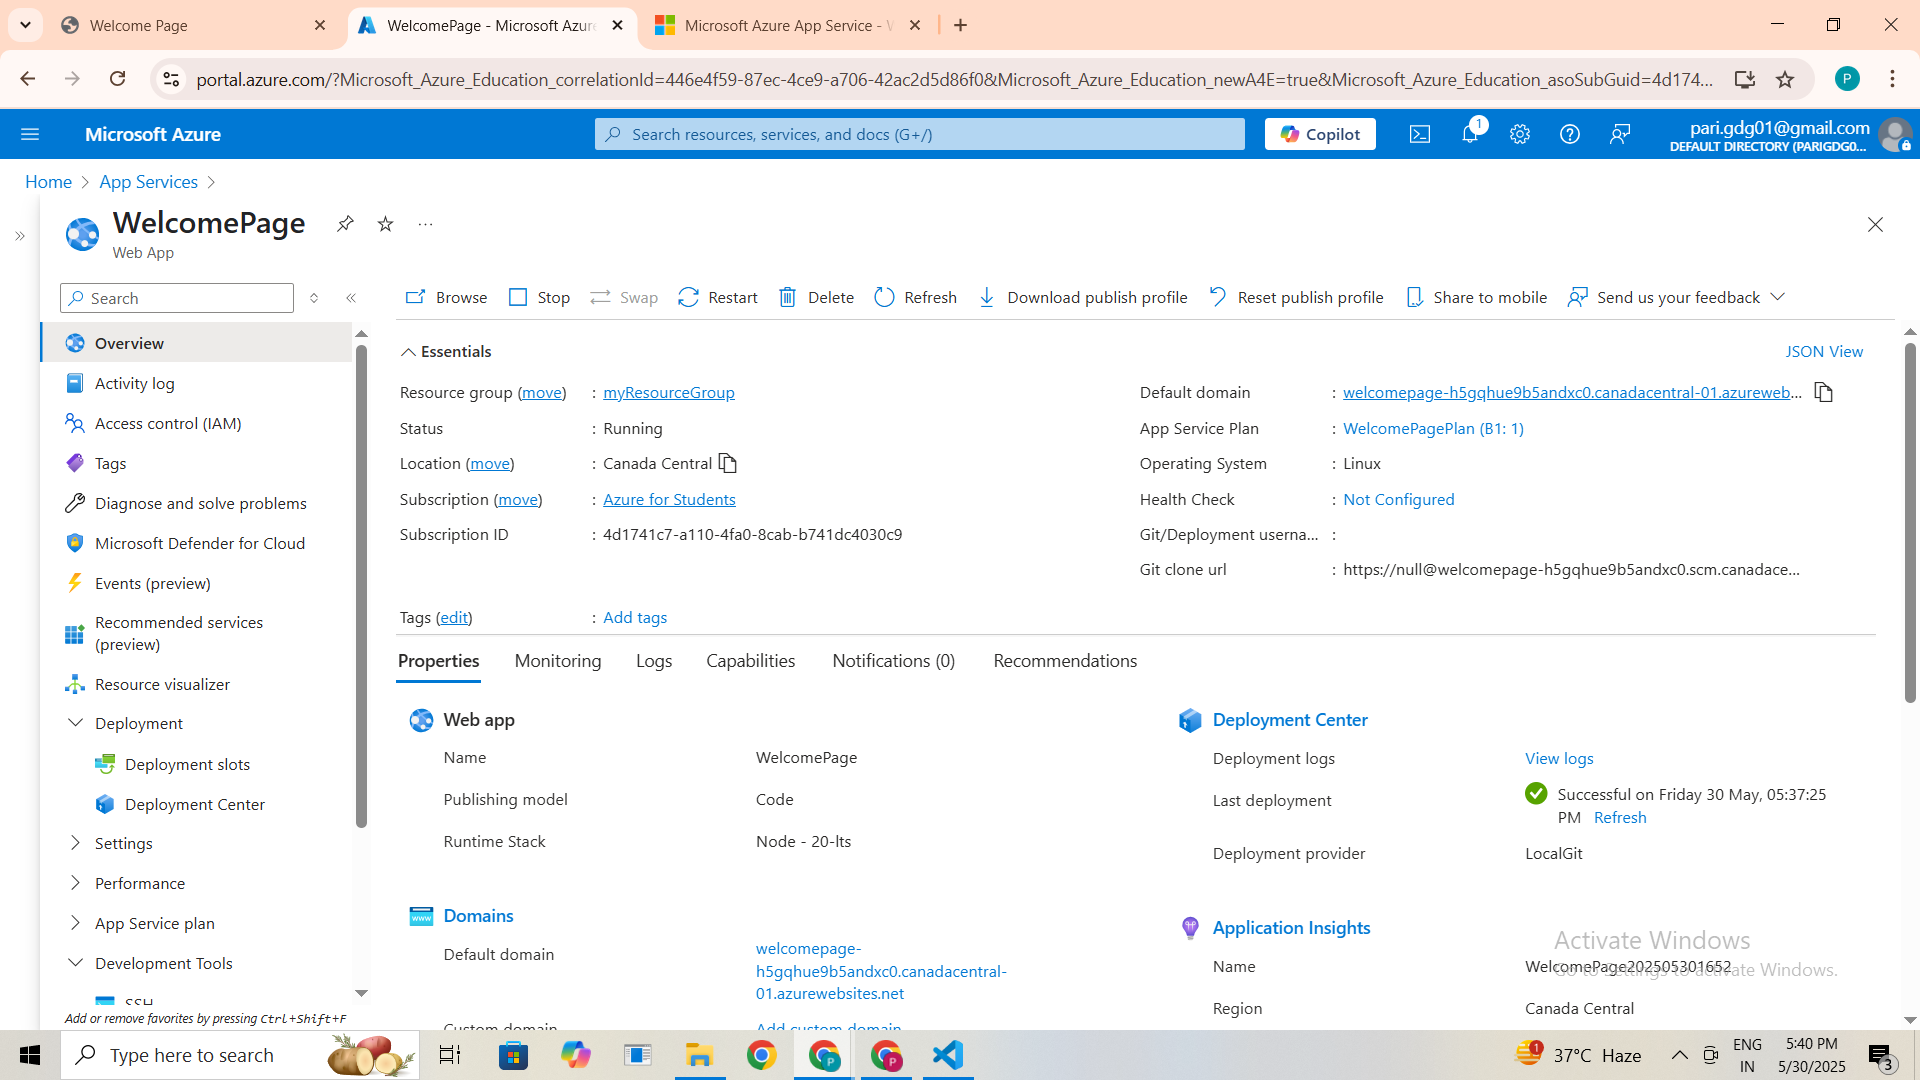 Welcome Page
WelcomePage - Microsoft Azure
Microsoft Azure App Service - W
portal.azure.com/?Microsoft_Azure_Education_correlationId=446e4f59-87ec-4ce9-a706-42ac2d5d86f0&Microsoft_Azure_Education_newA4E=true&Microsoft_Azure_Education_asoSubGuid=4d174...
P
Microsoft Azure
Search resources, services, and docs (G+/)
Copilot
1
pari.gdg01@gmail.com
DEFAULT DIRECTORY (PARIGDG0...
Home > App Services >
WelcomePage
Web App
Search
Browse Stop Swap Restart Delete Refresh Download publish profile Reset publish profile Share to mobile Send us your feedback
Overview
Activity log
Access control (IAM)
Tags
Diagnose and solve problems
Microsoft Defender for Cloud
Events (preview)
Recommended services
(preview)
Resource visualizer
Deployment
Deployment slots
Deployment Center
Settings
Performance
App Service plan
Development Tools
SSH
Add or remove favorites by pressing Ctrl+Shift+F
Essentials
JSON View
Resource group (move) : myResourceGroup
Status : Running
Location (move) : Canada Central
Subscription (move) : Azure for Students
Subscription ID : 4d1741c7-a110-4fa0-8cab-b741dc4030c9
Default domain : welcomepage-h5gqhue9b5andxc0.canadacentral-01.azureweb...
App Service Plan : WelcomePagePlan (B1: 1)
Operating System : Linux
Health Check : Not Configured
Git/Deployment userna... :
Git clone url : https://null@welcomepage-h5gqhue9b5andxc0.scm.canadace...
Tags (edit) : Add tags
Properties Monitoring Logs Capabilities Notifications (0) Recommendations
Web app
Name WelcomePage
Publishing model Code
Runtime Stack Node - 20-lts
Domains
Default domain welcomepage-
h5gqhue9b5andxc0.canadacentral-
01.azurewebsites.net
Custom domain Add custom domain
Deployment Center
Deployment logs View logs
Last deployment Successful on Friday 30 May, 05:37:25
PM Refresh
Deployment provider LocalGit
Application Insights
Name WelcomePage202505301652
Region Canada Central
Activate Windows
Go to Settings to activate Windows.
Type here to search
1
37°C Haze
ENG
IN
5:40 PM
5/30/2025
3